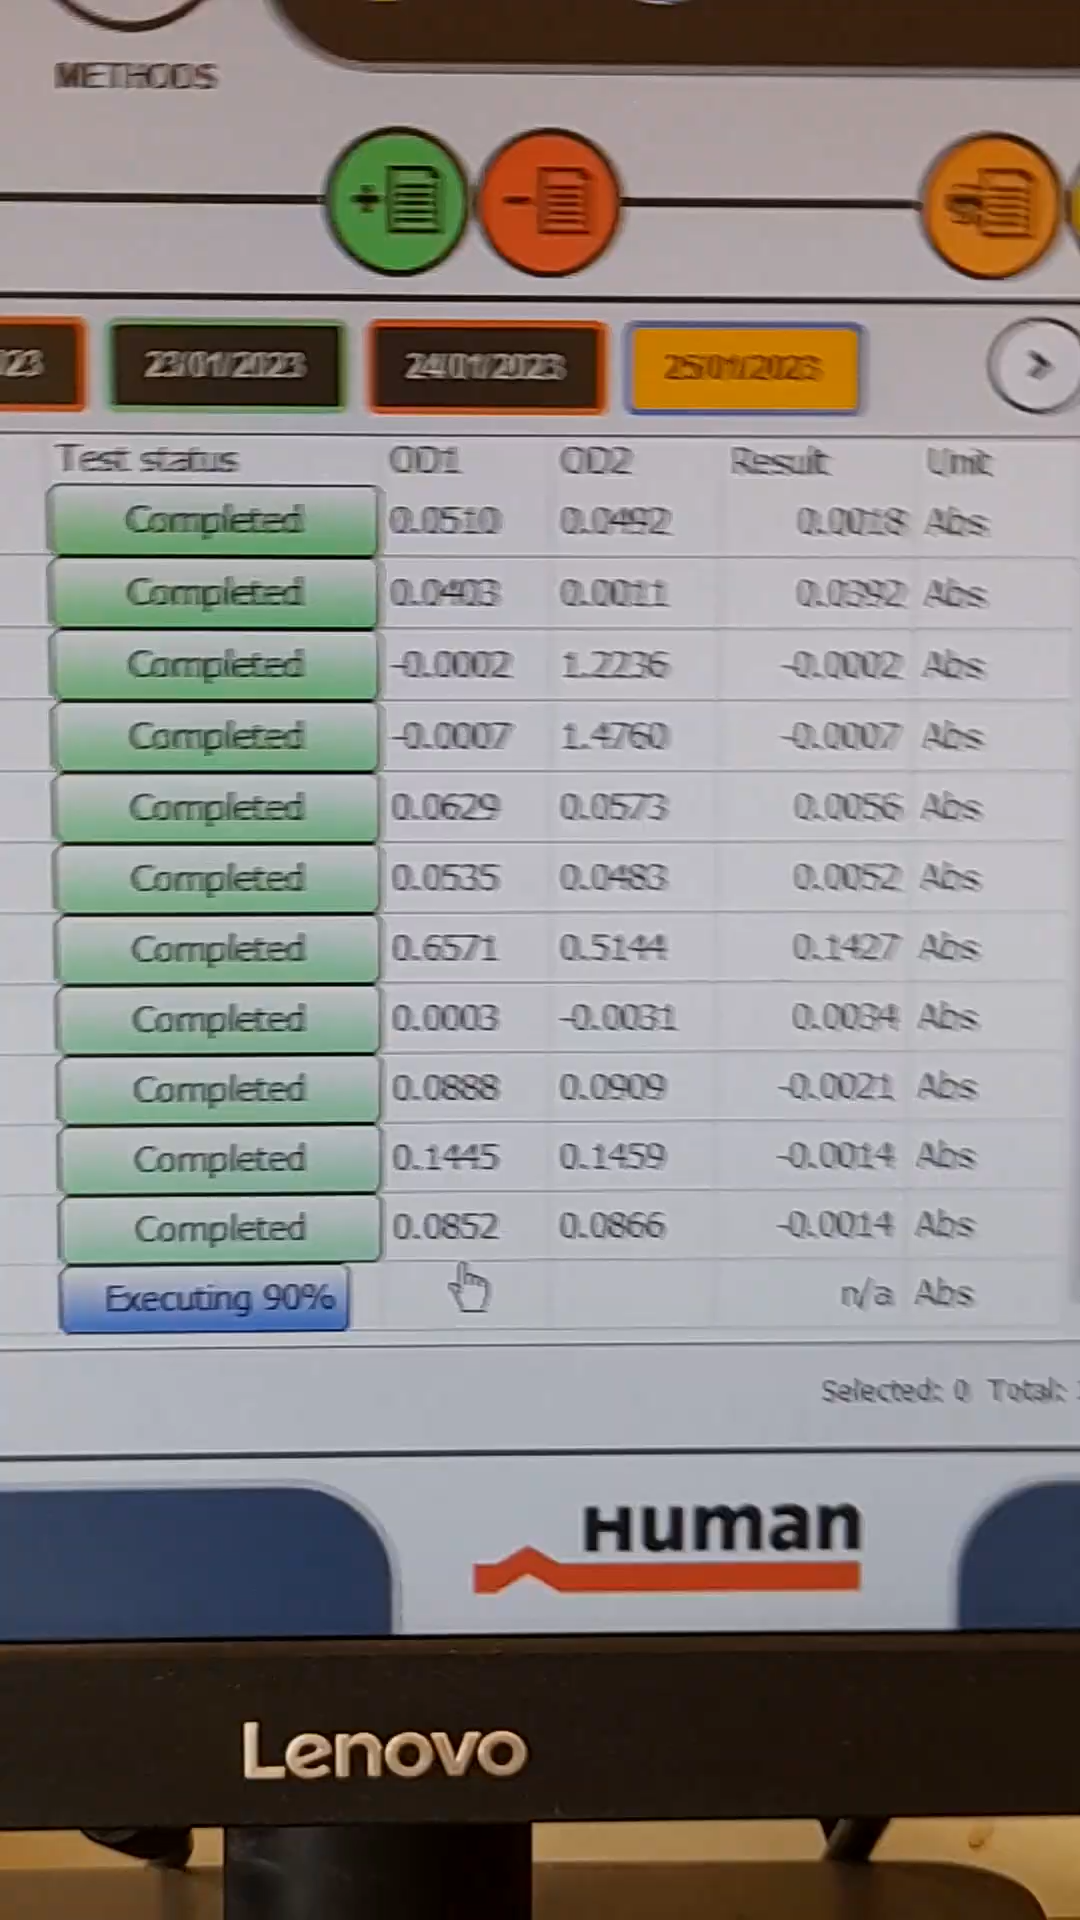 METHODS
23
23/01/2023
24/01/2023
25/01/2023
Test status OD1 OD2 Result Unit
Completed 0.0510 0.0492 0.0018 Abs
Completed 0.0403 0.0011 0.0392 Abs
Completed -0.0002 1.2236 -0.0002 Abs
Completed -0.0007 1.4760 -0.0007 Abs
Completed 0.0629 0.0573 0.0056 Abs
Completed 0.0535 0.0483 0.0052 Abs
Completed 0.6571 0.5144 0.1427 Abs
Completed 0.0003 -0.0031 0.0034 Abs
Completed 0.0888 0.0909 -0.0021 Abs
Completed 0.1445 0.1459 -0.0014 Abs
Completed 0.0852 0.0866 -0.0014 Abs
Executing 90% n/a Abs
Selected: 0 Total:
Human
Lenovo